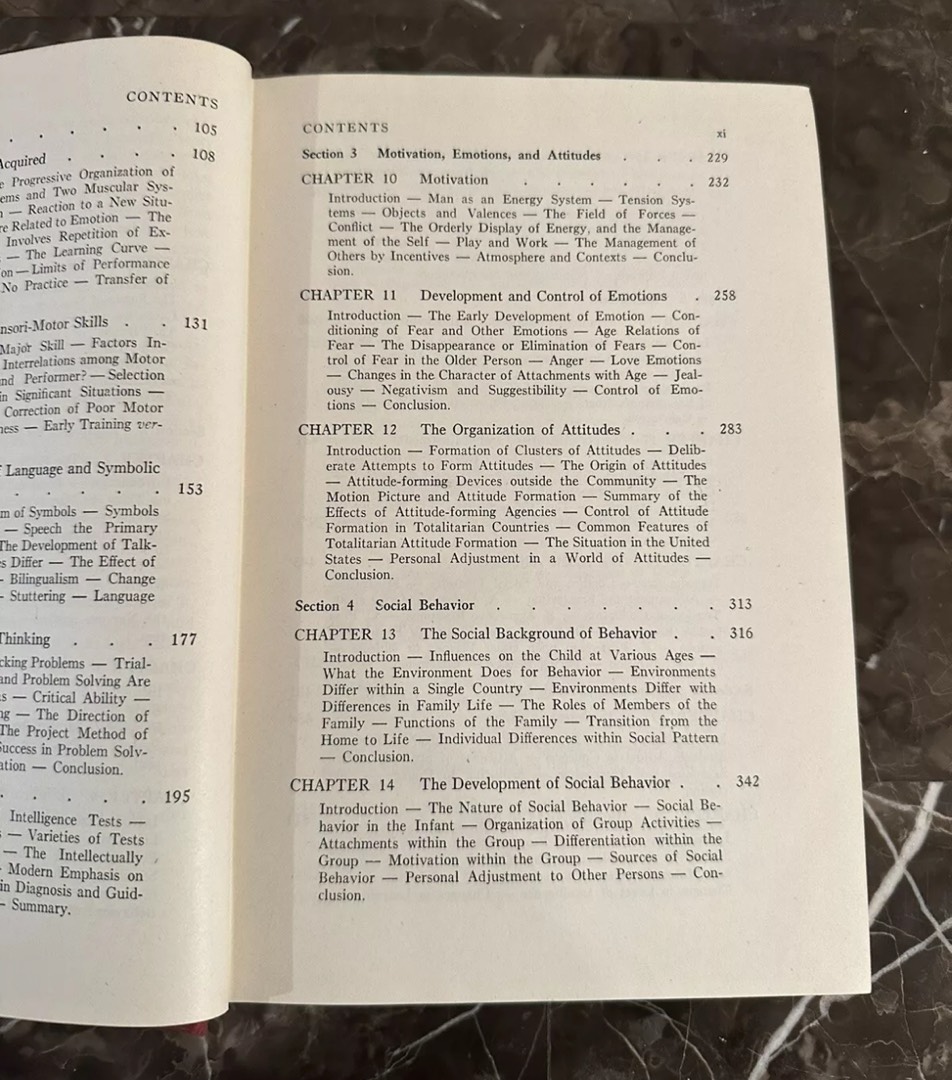 CONTENTS
. . . . . . 105
Acquired . . . . 108
Progressive Organization of
ems and Two Muscular Sys-
— Reaction to a New Situ-
re Related to Emotion — The
Involves Repetition of Ex-
— The Learning Curve —
on — Limits of Performance
No Practice — Transfer of
nsori-Motor Skills . . 131
Major Skill — Factors In-
Interrelations among Motor
nd Performer? — Selection
in Significant Situations —
Correction of Poor Motor
ness — Early Training ver-
Language and Symbolic
. . . . . 153
m of Symbols — Symbols
— Speech the Primary
The Development of Talk-
s Differ — The Effect of
- Bilingualism — Change
- Stuttering — Language
Thinking . . . 177
cking Problems — Trial-
and Problem Solving Are
s — Critical Ability —
ng — The Direction of
The Project Method of
Success in Problem Solv-
ation — Conclusion.
. . . . . 195
Intelligence Tests —
— Varieties of Tests
— The Intellectually
Modern Emphasis on
in Diagnosis and Guid-
— Summary.
CONTENTS xi
Section 3 Motivation, Emotions, and Attitudes . . . 229
CHAPTER 10 Motivation . . . . . . 232
Introduction — Man as an Energy System — Tension Sys-
tems — Objects and Valences — The Field of Forces —
Conflict — The Orderly Display of Energy, and the Manage-
ment of the Self — Play and Work — The Management of
Others by Incentives — Atmosphere and Contexts — Conclu-
sion.
CHAPTER 11 Development and Control of Emotions . 258
Introduction — The Early Development of Emotion — Con-
ditioning of Fear and Other Emotions — Age Relations of
Fear — The Disappearance or Elimination of Fears — Con-
trol of Fear in the Older Person — Anger — Love Emotions
— Changes in the Character of Attachments with Age — Jeal-
ousy — Negativism and Suggestibility — Control of Emo-
tions — Conclusion.
CHAPTER 12 The Organization of Attitudes . . . 283
Introduction — Formation of Clusters of Attitudes — Delib-
erate Attempts to Form Attitudes — The Origin of Attitudes
— Attitude-forming Devices outside the Community — The
Motion Picture and Attitude Formation — Summary of the
Effects of Attitude-forming Agencies — Control of Attitude
Formation in Totalitarian Countries — Common Features of
Totalitarian Attitude Formation — The Situation in the United
States — Personal Adjustment in a World of Attitudes —
Conclusion.
Section 4 Social Behavior . . . . . . . 313
CHAPTER 13 The Social Background of Behavior . . 316
Introduction — Influences on the Child at Various Ages —
What the Environment Does for Behavior — Environments
Differ within a Single Country — Environments Differ with
Differences in Family Life — The Roles of Members of the
Family — Functions of the Family — Transition from the
Home to Life — Individual Differences within Social Pattern
— Conclusion.
CHAPTER 14 The Development of Social Behavior . . 342
Introduction — The Nature of Social Behavior — Social Be-
havior in the Infant — Organization of Group Activities —
Attachments within the Group — Differentiation within the
Group — Motivation within the Group — Sources of Social
Behavior — Personal Adjustment to Other Persons — Con-
clusion.